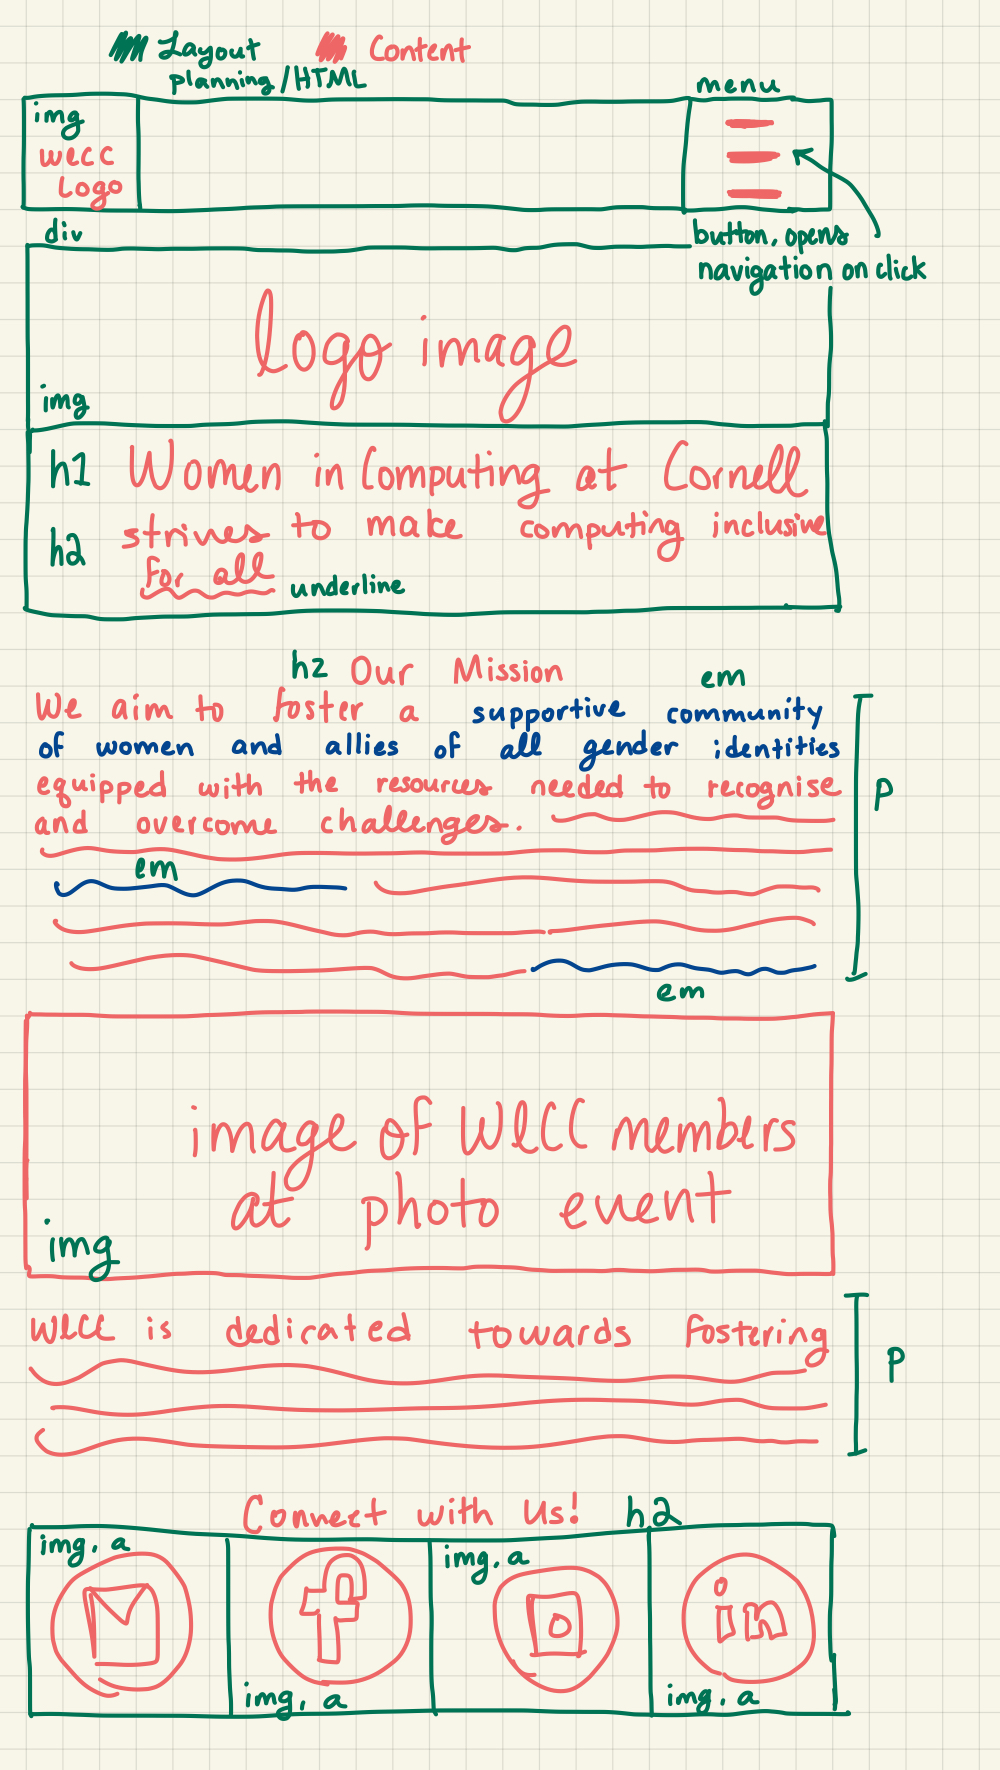 Layout Content
planning/HTML
menu
img
WICC
Logo
div
button, opens
navigation on click
logo image
img
h1 Women in Computing at Cornell
h2 strives to make computing inclusive
for all underline
h2 Our Mission
em
We aim to foster a supportive community
of women and allies of all gender identities
equipped with the resources needed to recognise
and overcome challenges.
p
em
em
image of WICC members
at photo event
img
WICC is dedicated towards fostering
p
Connect with Us! h2
img, a
f
img, a
img, a
in
img, a